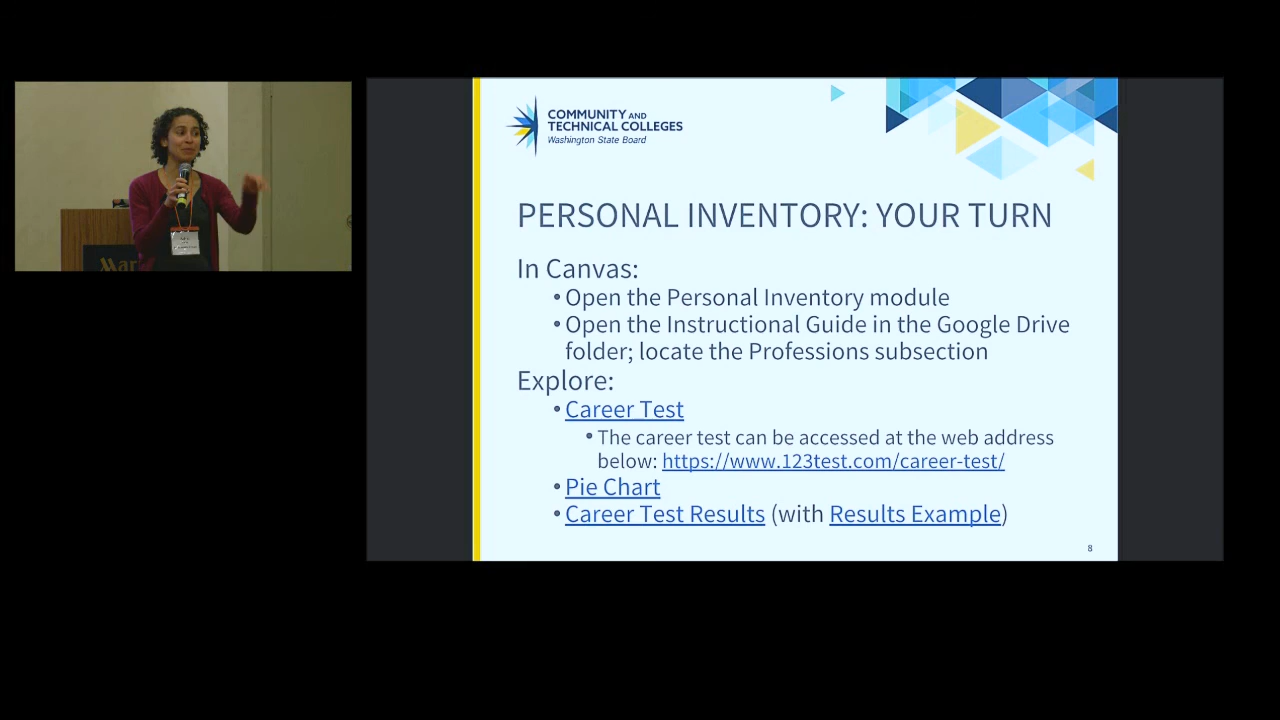 COMMUNITY AND
TECHNICAL COLLEGES
Washington State Board
PERSONAL INVENTORY: YOUR TURN
In Canvas:
•Open the Personal Inventory module
•Open the Instructional Guide in the Google Drive
folder; locate the Professions subsection
Explore:
•Career Test
•The career test can be accessed at the web address
below: https://www.123test.com/career-test/
•Pie Chart
•Career Test Results (with Results Example)
8